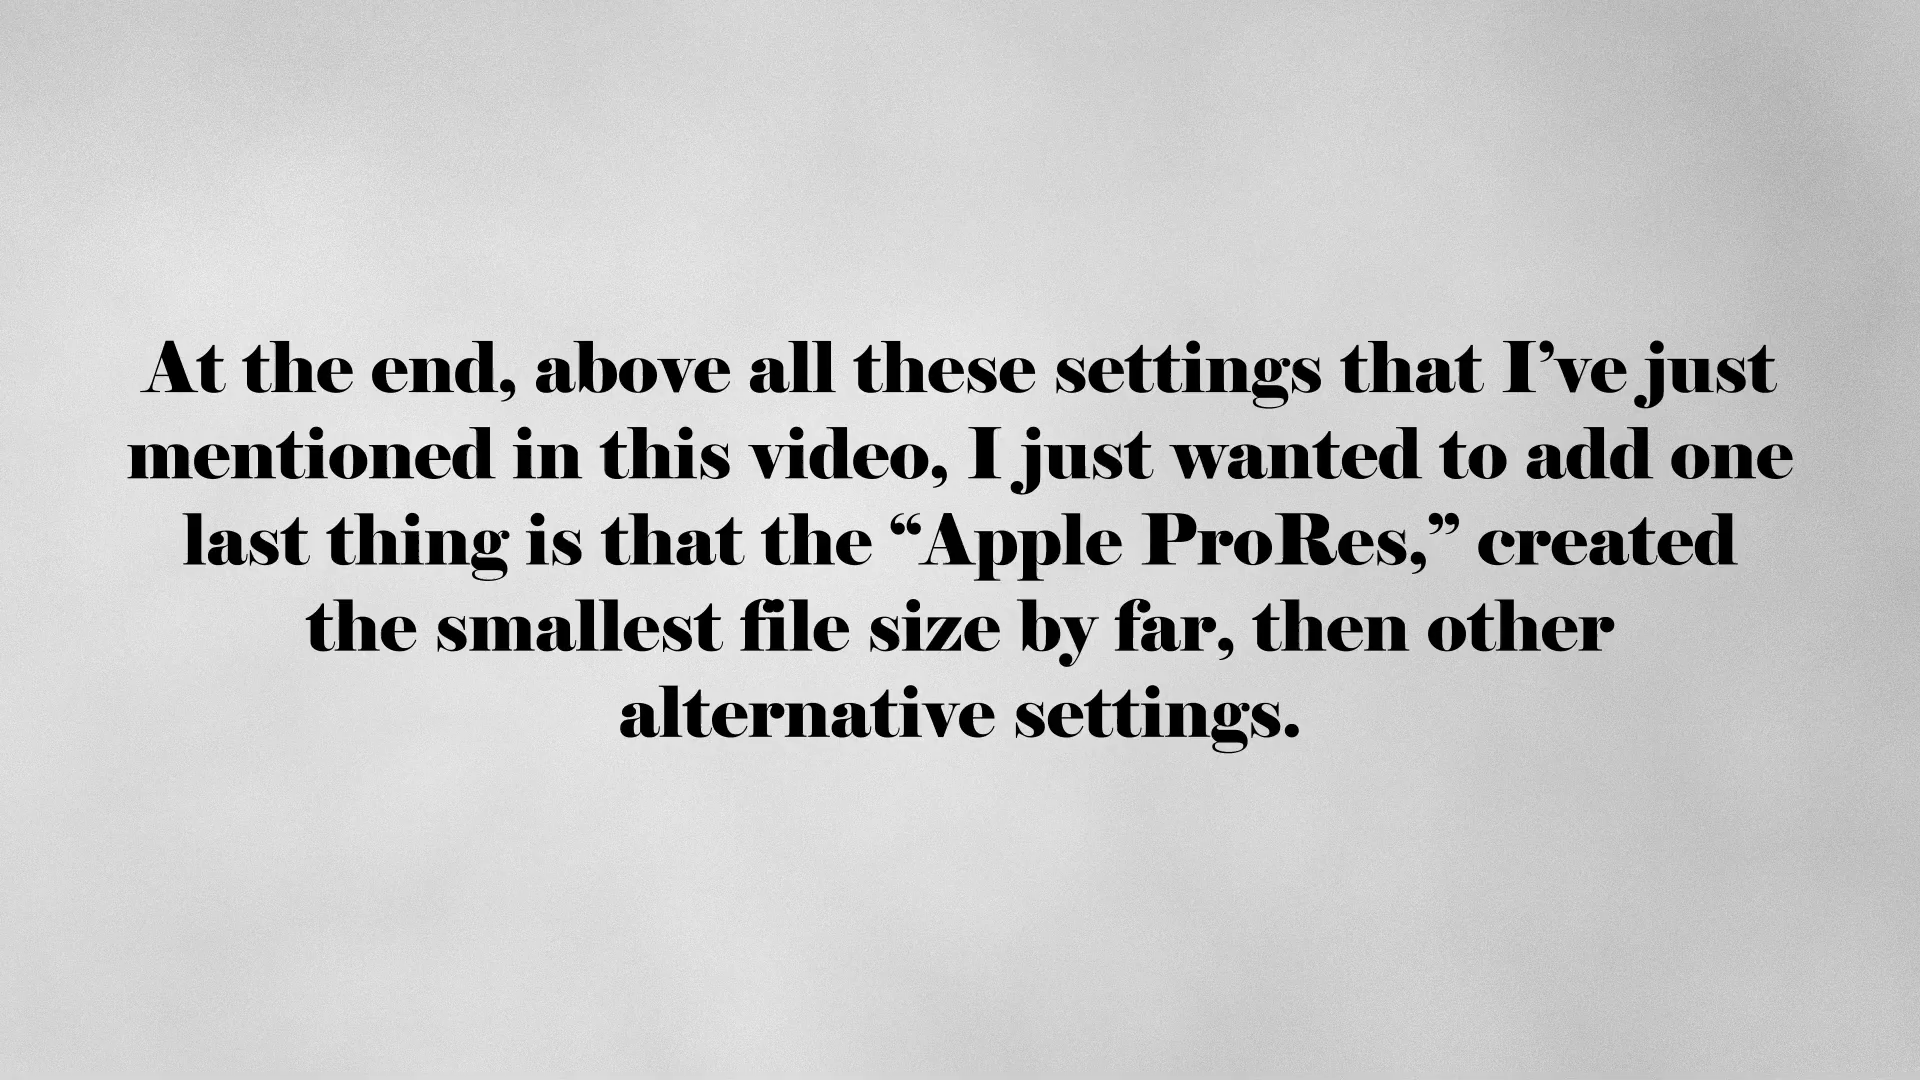 At the end, above all these settings that I’ve just
mentioned in this video, I just wanted to add one
last thing is that the “Apple ProRes,” created
the smallest file size by far, then other
alternative settings.